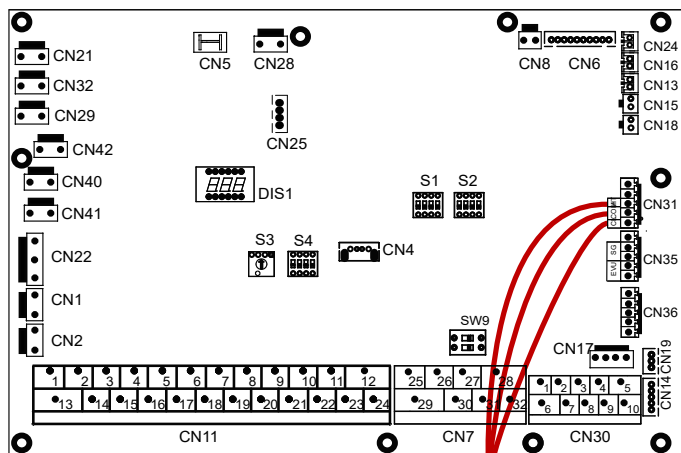 CN21
CN5
CN28
CN8
CN6
CN24
CN32
CN16
CN29
CN13
CN15
CN25
CN18
CN42
CN40
DIS1
S1
S2
CN31
CN41
CN22
S3
S4
CN4
SG
EVU
CN35
CN1
CN36
CN2
SW9
CN17
CN19
CN14
1 2 3 4 5 6 7 8 9 10 11 12
13 14 15 16 17 18 19 20 21 22 23 24
25 26 27 28
29 30 31 32
1 2 3 4 5
6 7 8 9 10
CN11
CN7
CN30